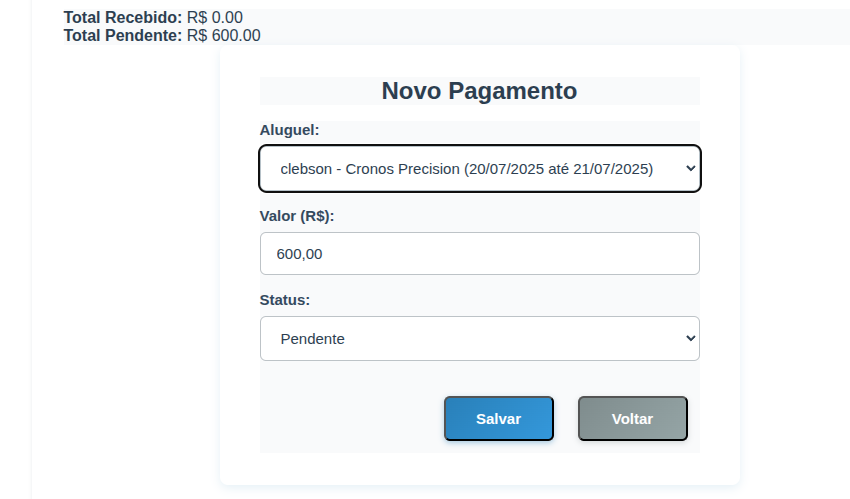 Total Recebido: R$ 0.00
Total Pendente: R$ 600.00
Novo Pagamento
Aluguel:
clebson - Cronos Precision (20/07/2025 até 21/07/2025)
Valor (R$):
600,00
Status:
Pendente
Salvar Voltar